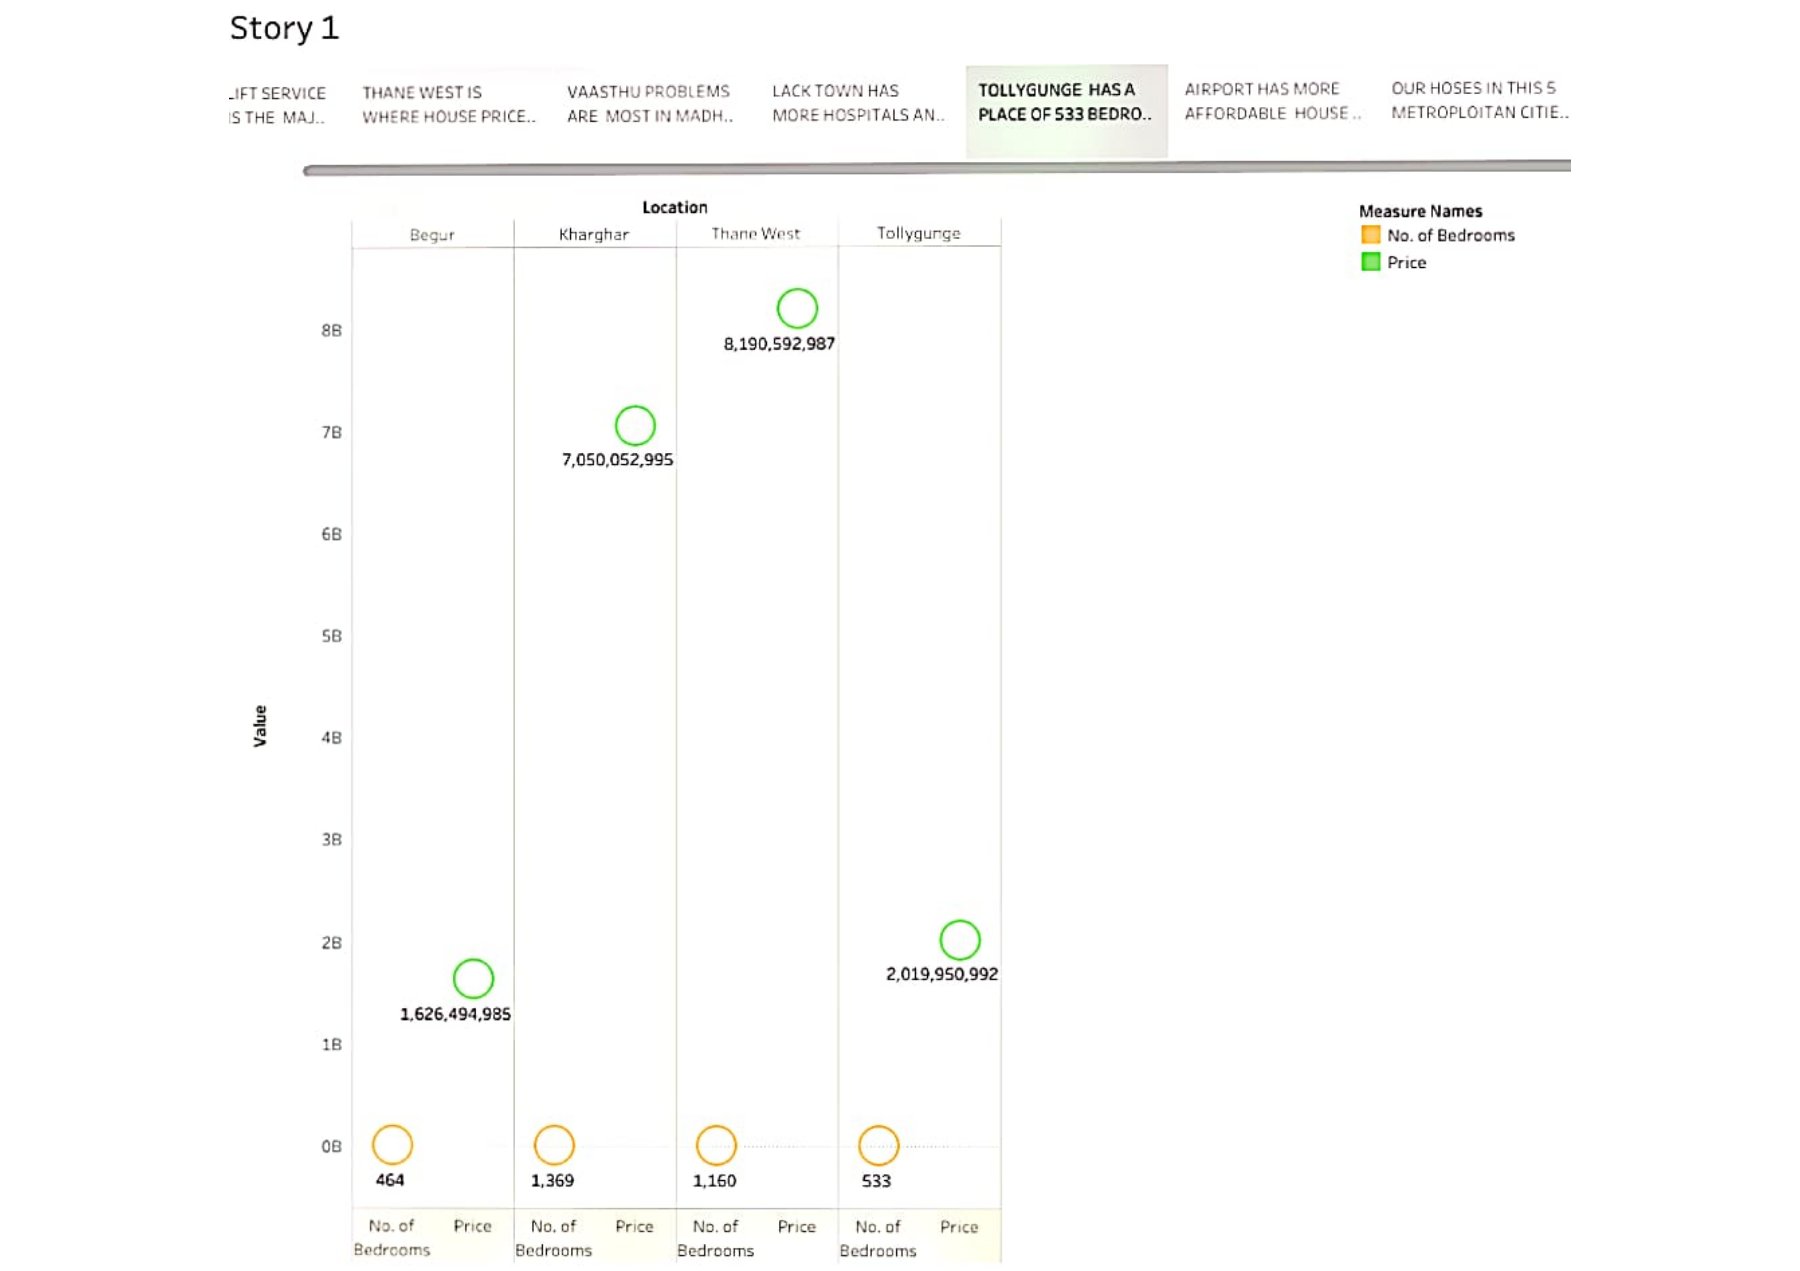 Story 1
LIFT SERVICE
IS THE MAJ..
THANE WEST IS
WHERE HOUSE PRICE..
VAASTHU PROBLEMS
ARE MOST IN MADH..
LACK TOWN HAS
MORE HOSPITALS AN..
TOLLYGUNGE HAS A
PLACE OF 533 BEDRO..
AIRPORT HAS MORE
AFFORDABLE HOUSE ..
OUR HOSES IN THIS 5
METROPLOITAN CITIE..
Location
Begur
Kharghar
Thane West
Tollygunge
Measure Names
No. of Bedrooms
Price
Value
8B
7B
6B
5B
4B
3B
2B
1B
0B
8,190,592,987
7,050,052,995
2,019,950,992
1,626,494,985
464
1,369
1,160
533
No. of
Bedrooms
Price
No. of
Bedrooms
Price
No. of
Bedrooms
Price
No. of
Bedrooms
Price